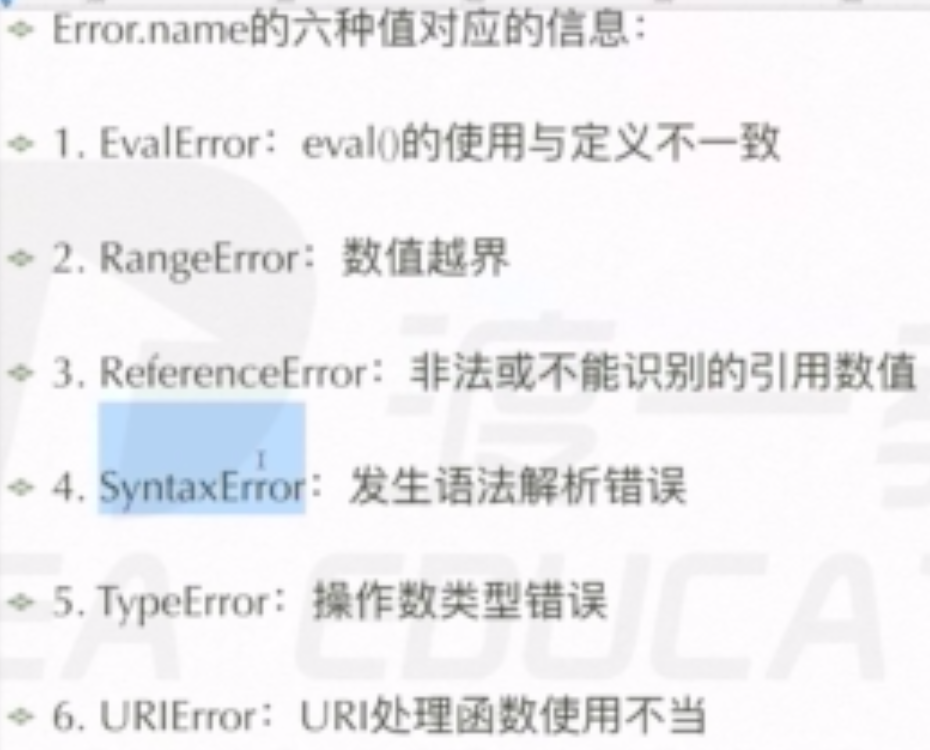 Error.name的六种值对应的信息：
1. EvalError：eval()的使用与定义不一致
2. RangeError：数值越界
3. ReferenceError：非法或不能识别的引用数值
4. SyntaxError：发生语法解析错误
5. TypeError：操作数类型错误
6. URIError：URI处理函数使用不当